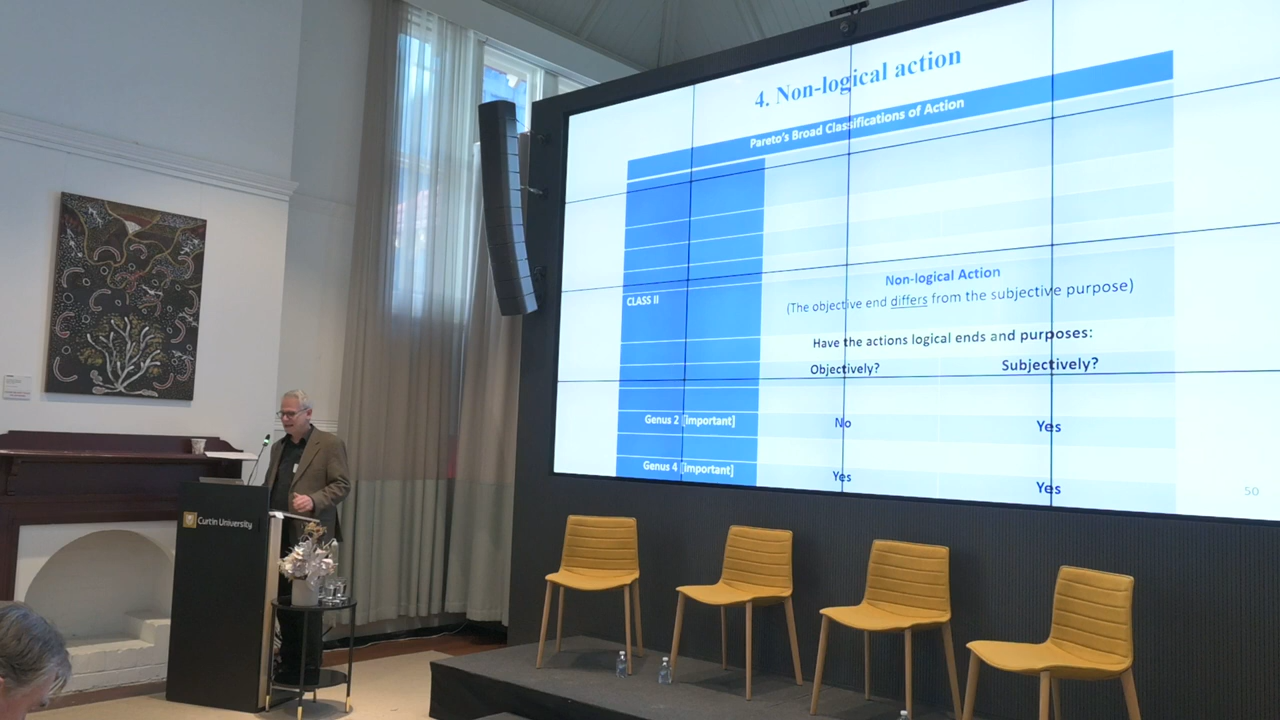 4. Non-logical action
Pareto's Broad Classifications of Action
CLASS II
Non-logical Action
(The objective end differs from the subjective purpose)
Have the actions logical ends and purposes:
Objectively? Subjectively?
Genus 2 [important] No Yes
Genus 4 [important] Yes Yes
50
Curtin University